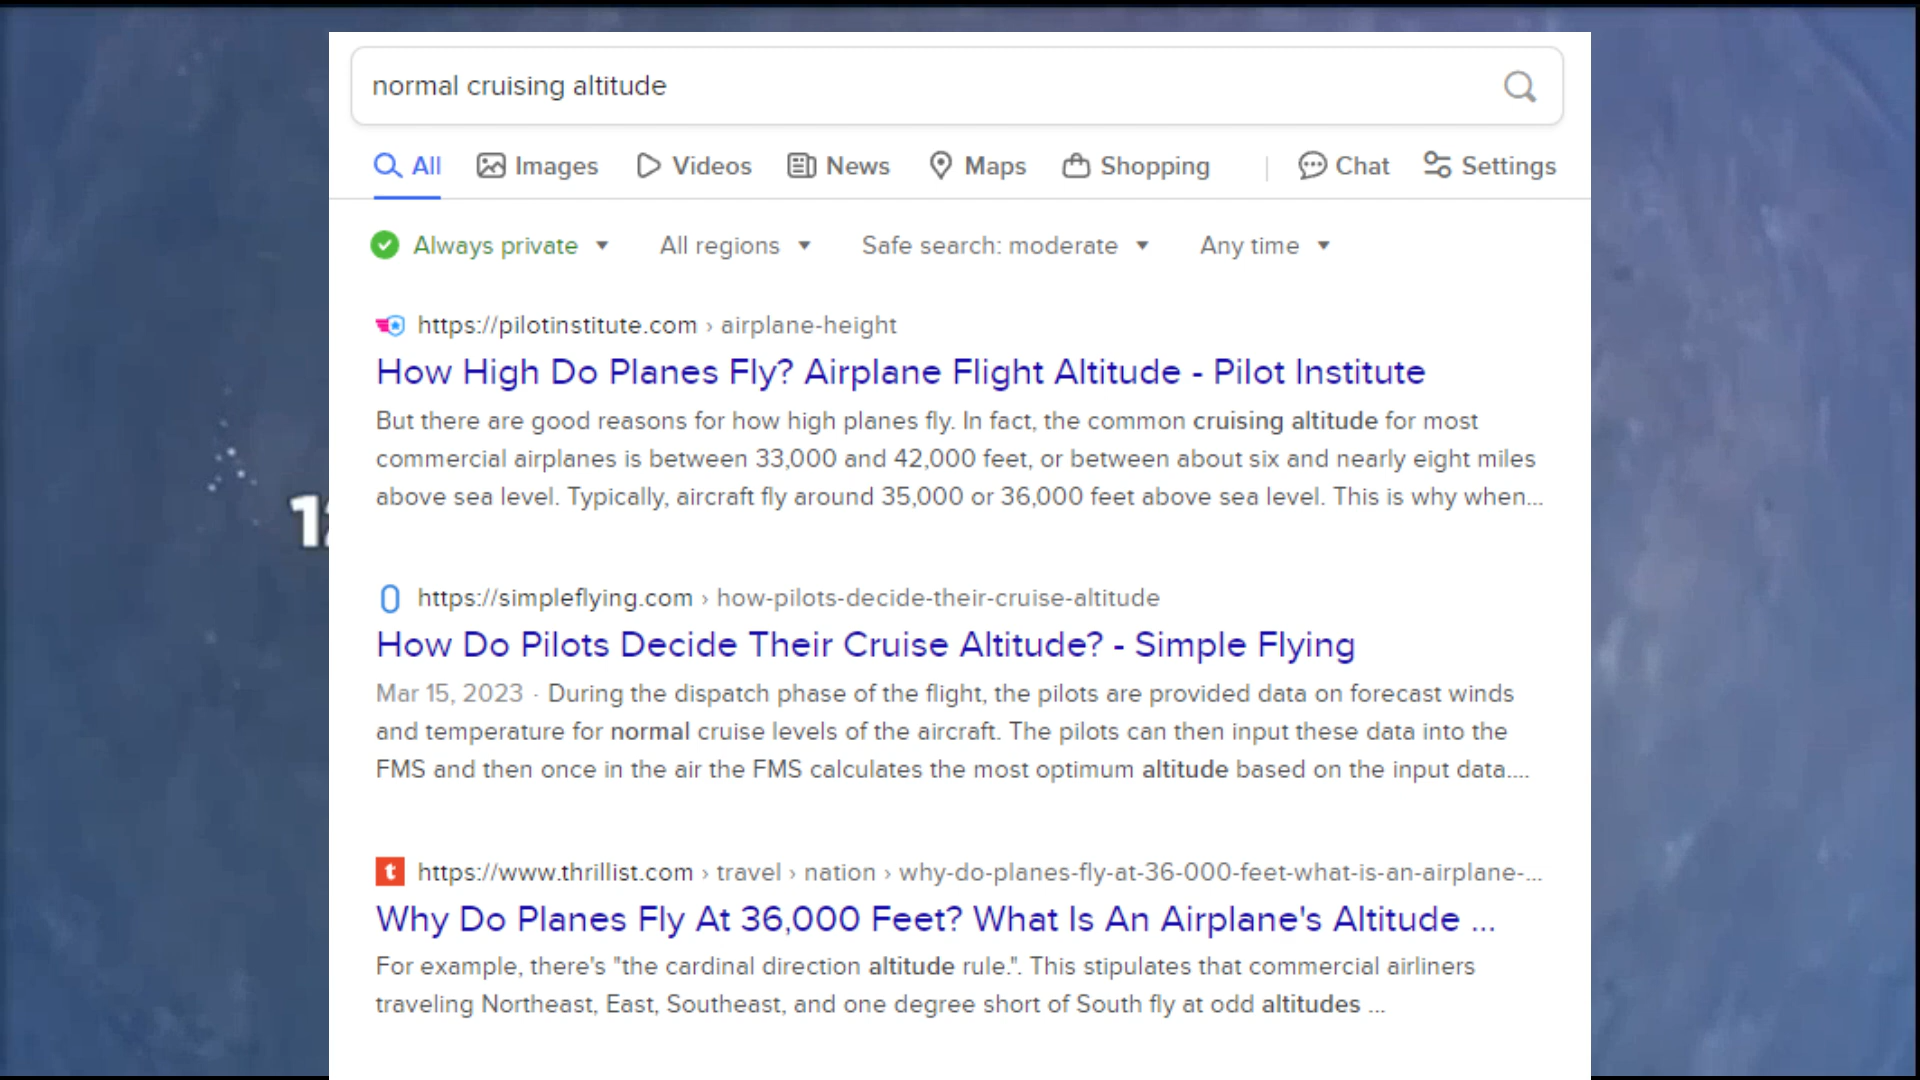 normal cruising altitude
All Images Videos News Maps Shopping Chat Settings
Always private All regions Safe search: moderate Any time
https://pilotinstitute.com › airplane-height
How High Do Planes Fly? Airplane Flight Altitude - Pilot Institute
But there are good reasons for how high planes fly. In fact, the common cruising altitude for most
commercial airplanes is between 33,000 and 42,000 feet, or between about six and nearly eight miles
above sea level. Typically, aircraft fly around 35,000 or 36,000 feet above sea level. This is why when...
https://simpleflying.com › how-pilots-decide-their-cruise-altitude
How Do Pilots Decide Their Cruise Altitude? - Simple Flying
Mar 15, 2023 · During the dispatch phase of the flight, the pilots are provided data on forecast winds
and temperature for normal cruise levels of the aircraft. The pilots can then input these data into the
FMS and then once in the air the FMS calculates the most optimum altitude based on the input data....
t https://www.thrillist.com › travel › nation › why-do-planes-fly-at-36-000-feet-what-is-an-airplane-...
Why Do Planes Fly At 36,000 Feet? What Is An Airplane's Altitude ...
For example, there's "the cardinal direction altitude rule.". This stipulates that commercial airliners
traveling Northeast, East, Southeast, and one degree short of South fly at odd altitudes ...